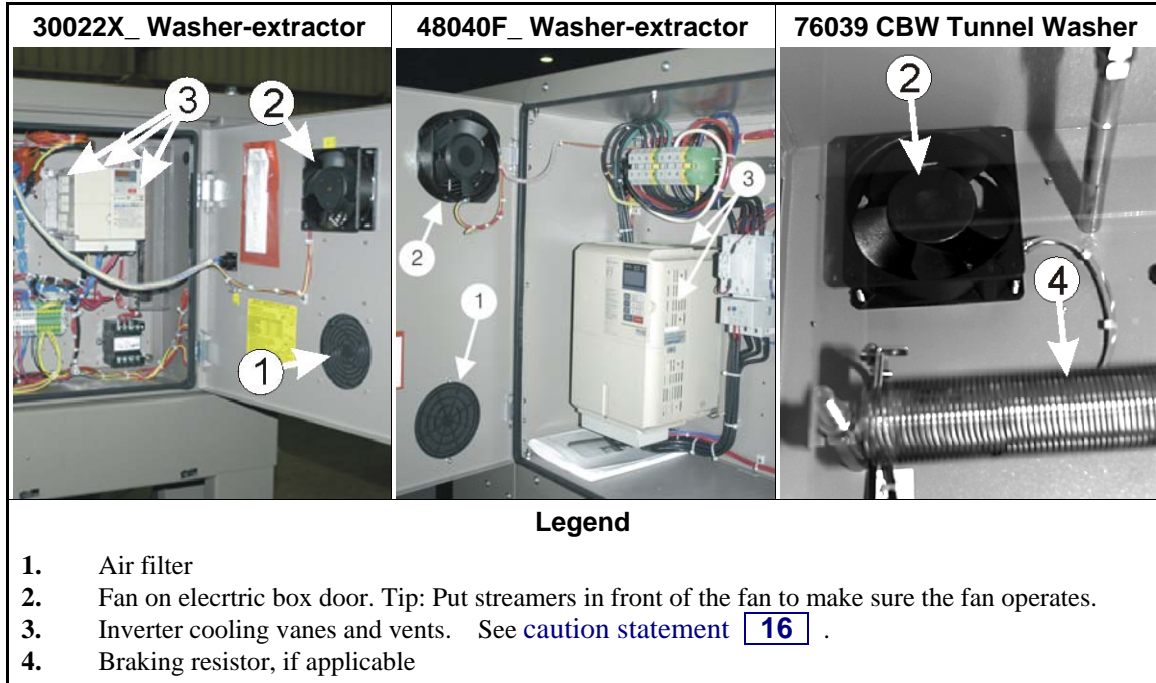 30022X_ Washer-extractor
48040F_ Washer-extractor
76039 CBW Tunnel Washer
3
2
1
2
1
3
2
4
Legend
1. Air filter
2. Fan on elecrtric box door. Tip: Put streamers in front of the fan to make sure the fan operates.
3. Inverter cooling vanes and vents. See caution statement 16 .
4. Braking resistor, if applicable